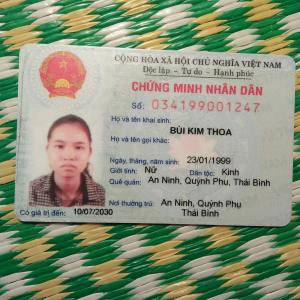 CỘNG HÒA XÃ HỘI CHỦ NGHĨA VIỆT NAM
Độc lập - Tự do - Hạnh phúc
CHỨNG MINH NHÂN DÂN
Số: 034199001247
Họ và tên khai sinh:
BÙI KIM THOA
Họ và tên gọi khác:
Ngày, tháng, năm sinh: 23/01/1999
Giới tính: Nữ Dân tộc: Kinh
Quê quán: An Ninh, Quỳnh Phụ, Thái Bình
Nơi thường trú: An Ninh, Quỳnh Phụ
Thái Bình
Có giá trị đến: 10/07/2030